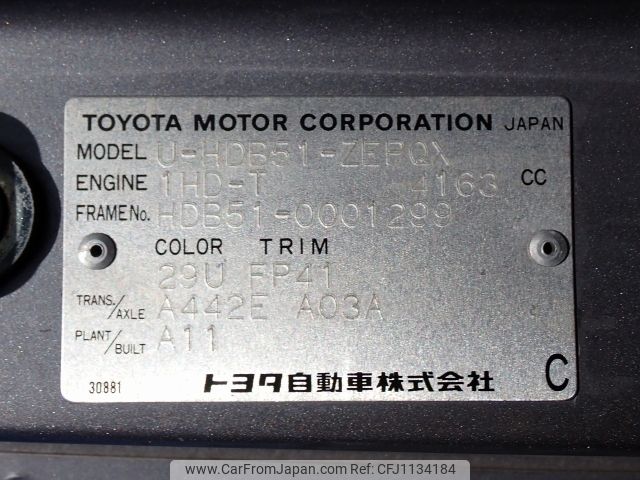 TOYOTA MOTOR CORPORATION JAPAN
MODEL U-HDB51-ZEPQX
ENGINE 1HD-T 4163 CC
FRAME No. HDB51-0001299
COLOR TRIM
29U FP41
TRANS./AXLE A442E A03A
PLANT/BUILT A11
30881 トヨタ自動車株式会社 C
www.CarFromJapan.com | Reference No. CFJ1134184